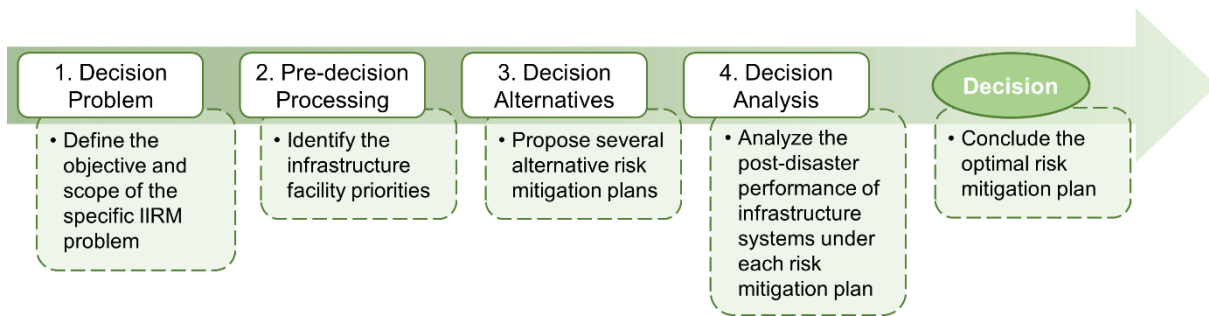 1. Decision
Problem
• Define the
objective and
scope of the
specific IIRM
problem
2. Pre-decision
Processing
• Identify the
infrastructure
facility priorities
3. Decision
Alternatives
• Propose several
alternative risk
mitigation plans
4. Decision
Analysis
• Analyze the
post-disaster
performance of
infrastructure
systems under
each risk
mitigation plan
Decision
• Conclude the
optimal risk
mitigation plan